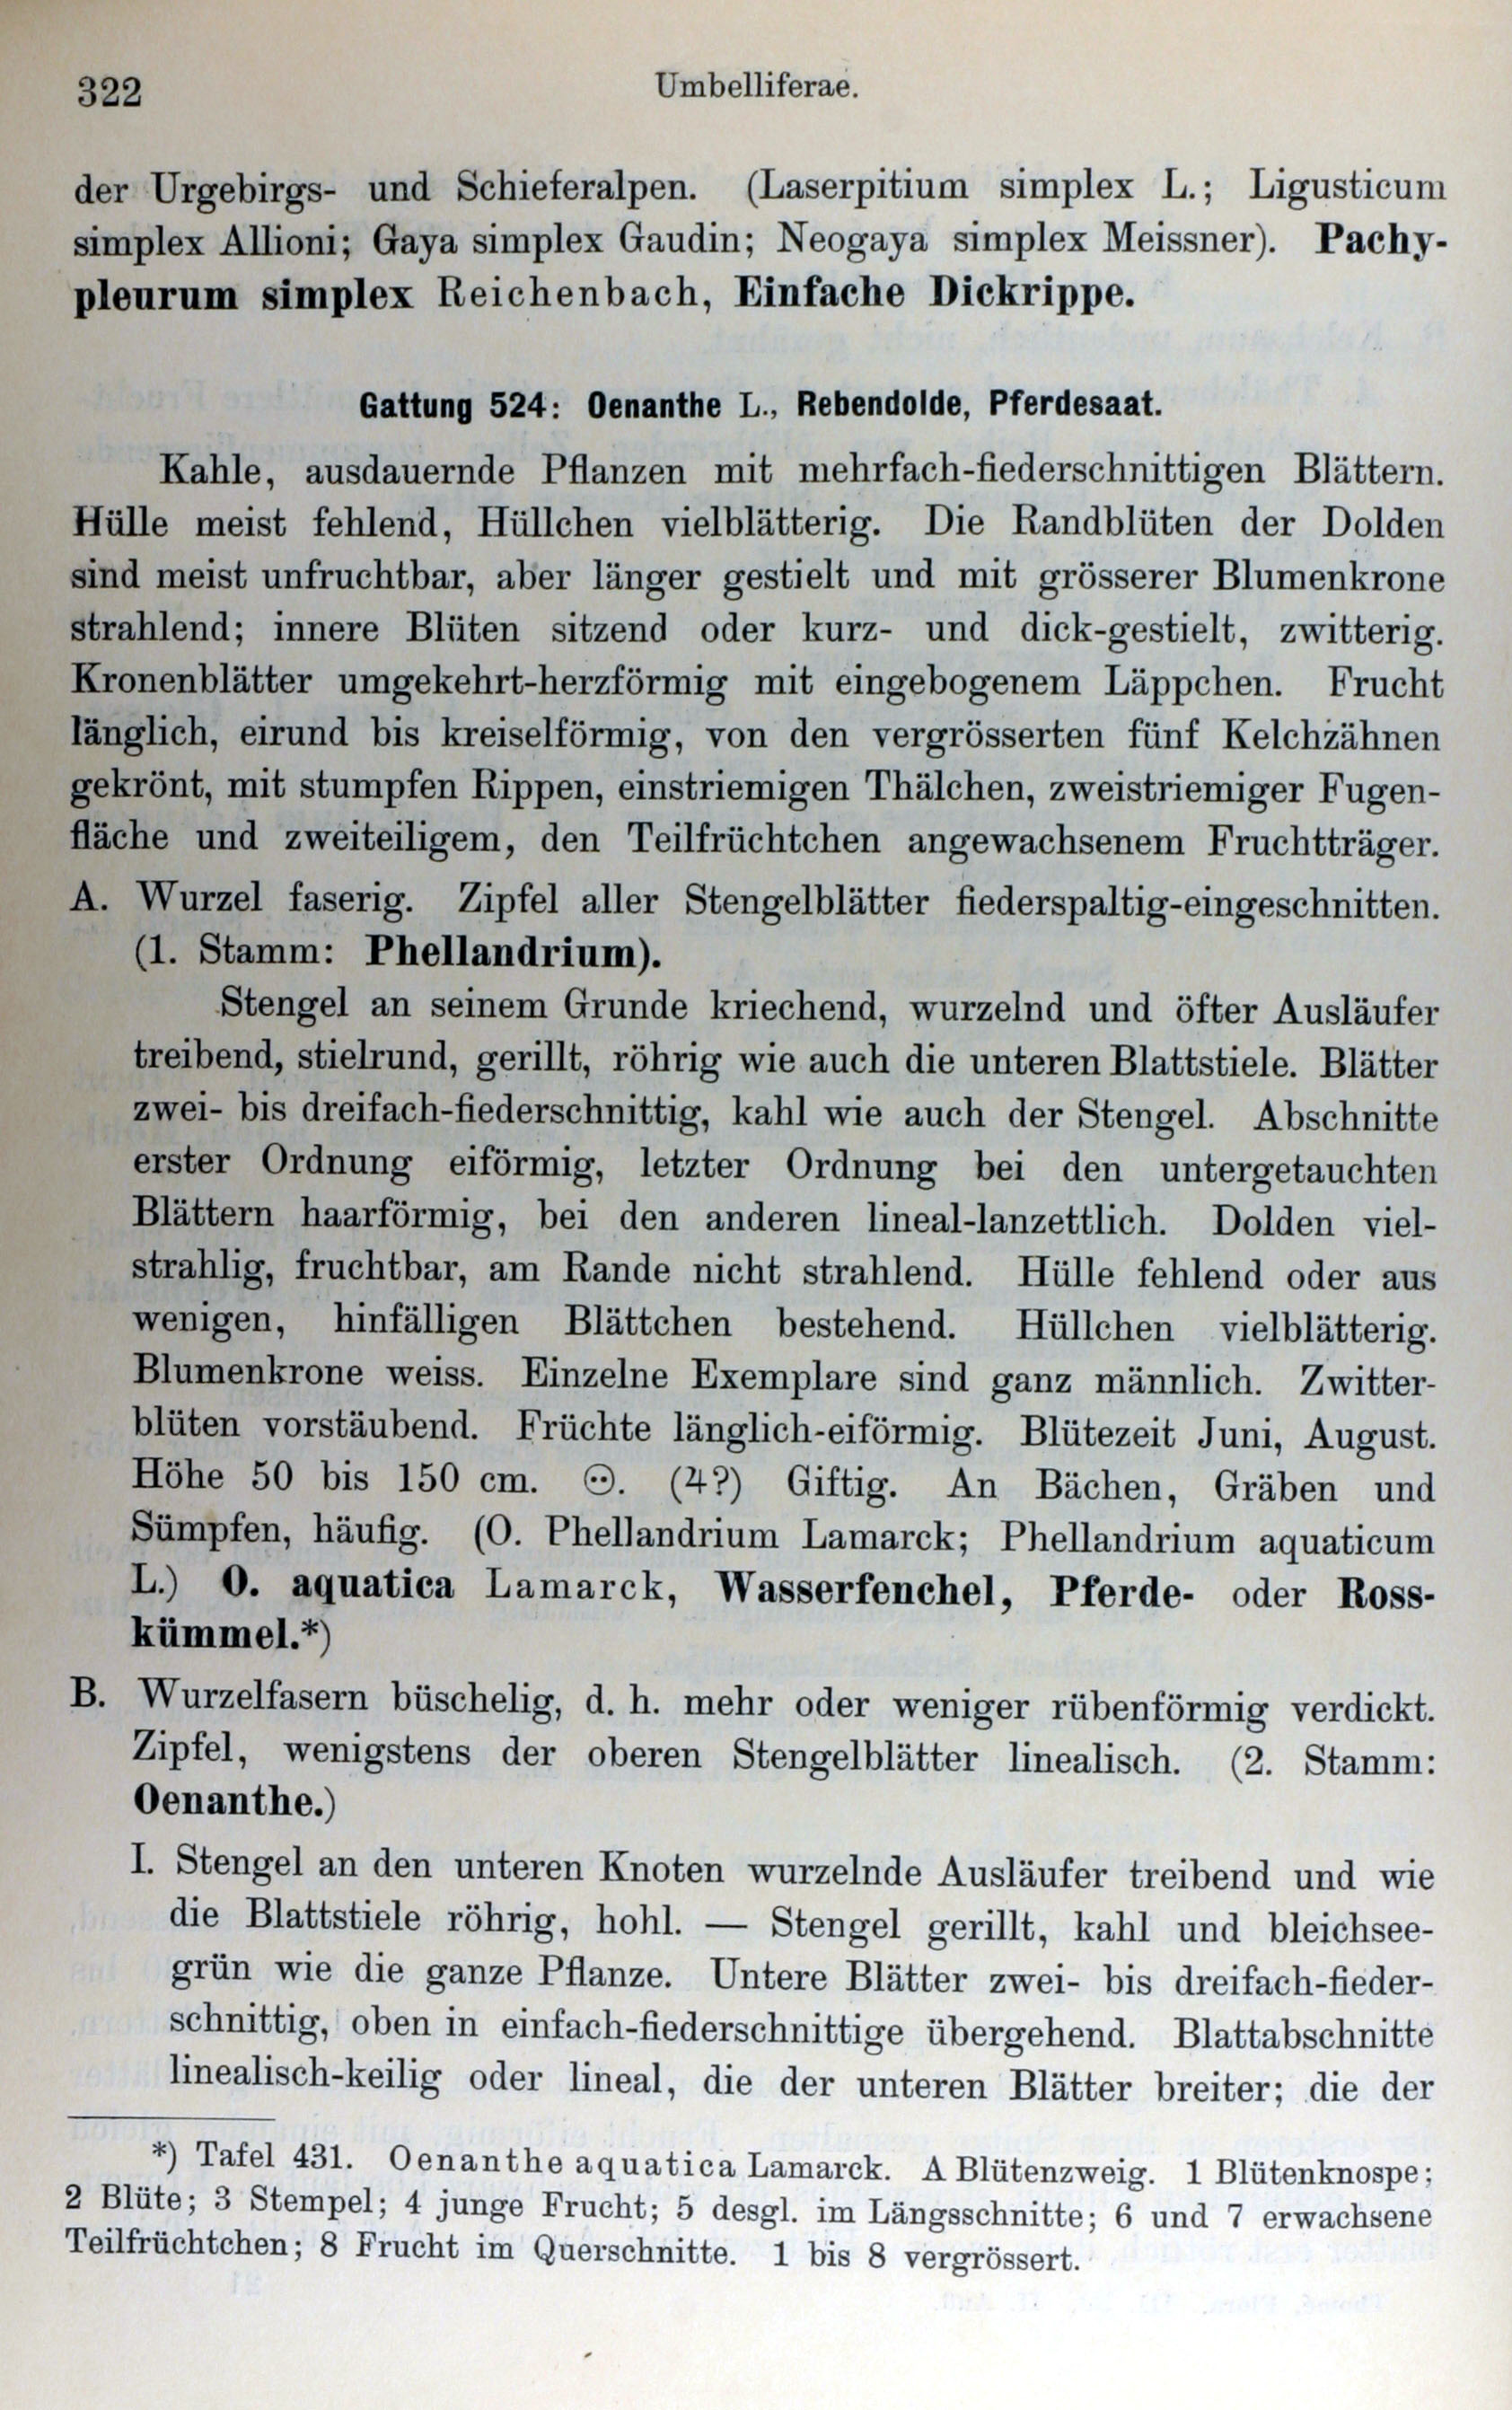 322
Umbelliferae.
der Urgebirgs- und Schieferalpen. (Laserpitium simplex L.; Ligusticum
simplex Allioni; Gaya simplex Gaudin; Neogaya simplex Meissner). Pachy-
pleurum simplex Reichenbach, Einfache Dickrippe.
Gattung 524: Oenanthe L., Rebendolde, Pferdesaat.
Kahle, ausdauernde Pflanzen mit mehrfach-fiederschnittigen Blättern.
Hülle meist fehlend, Hüllchen vielblätterig. Die Randblüten der Dolden
sind meist unfruchtbar, aber länger gestielt und mit grösserer Blumenkrone
strahlend; innere Blüten sitzend oder kurz- und dick-gestielt, zwitterig.
Kronenblätter umgekehrt-herzförmig mit eingebogenem Läppchen. Frucht
länglich, eirund bis kreiselförmig, von den vergrösserten fünf Kelchzähnen
gekrönt, mit stumpfen Rippen, einstriemigen Thälchen, zweistriemiger Fugen-
fläche und zweiteiligem, den Teilfrüchtchen angewachsenem Fruchtträger.
A. Wurzel faserig. Zipfel aller Stengelblätter fiederspaltig-eingeschnitten.
(1. Stamm: Phellandrium).
Stengel an seinem Grunde kriechend, wurzelnd und öfter Ausläufer
treibend, stielrund, gerillt, röhrig wie auch die unteren Blattstiele. Blätter
zwei- bis dreifach-fiederschnittig, kahl wie auch der Stengel. Abschnitte
erster Ordnung eiförmig, letzter Ordnung bei den untergetauchten
Blättern haarförmig, bei den anderen lineal-lanzettlich. Dolden viel-
strahlig, fruchtbar, am Rande nicht strahlend. Hülle fehlend oder aus
wenigen, hinfälligen Blättchen bestehend. Hüllchen vielblätterig.
Blumenkrone weiss. Einzelne Exemplare sind ganz männlich. Zwitter-
blüten vorstäubend. Früchte länglich-eiförmig. Blütezeit Juni, August.
Höhe 50 bis 150 cm. ⊙. (♃?) Giftig. An Bächen, Gräben und
Sümpfen, häufig. (O. Phellandrium Lamarck; Phellandrium aquaticum
L.) O. aquatica Lamarck, Wasserfenchel, Pferde- oder Ross-
kümmel.*)
B. Wurzelfasern büschelig, d. h. mehr oder weniger rübenförmig verdickt.
Zipfel, wenigstens der oberen Stengelblätter linealisch. (2. Stamm:
Oenanthe.)
I. Stengel an den unteren Knoten wurzelnde Ausläufer treibend und wie
die Blattstiele röhrig, hohl. — Stengel gerillt, kahl und bleichsee-
grün wie die ganze Pflanze. Untere Blätter zwei- bis dreifach-fieder-
schnittig, oben in einfach-fiederschnittige übergehend. Blattabschnitte
linealisch-keilig oder lineal, die der unteren Blätter breiter; die der
*) Tafel 431. Oenanthe aquatica Lamarck. A Blütenzweig. 1 Blütenknospe;
2 Blüte; 3 Stempel; 4 junge Frucht; 5 desgl. im Längsschnitte; 6 und 7 erwachsene
Teilfrüchtchen; 8 Frucht im Querschnitte. 1 bis 8 vergrössert.